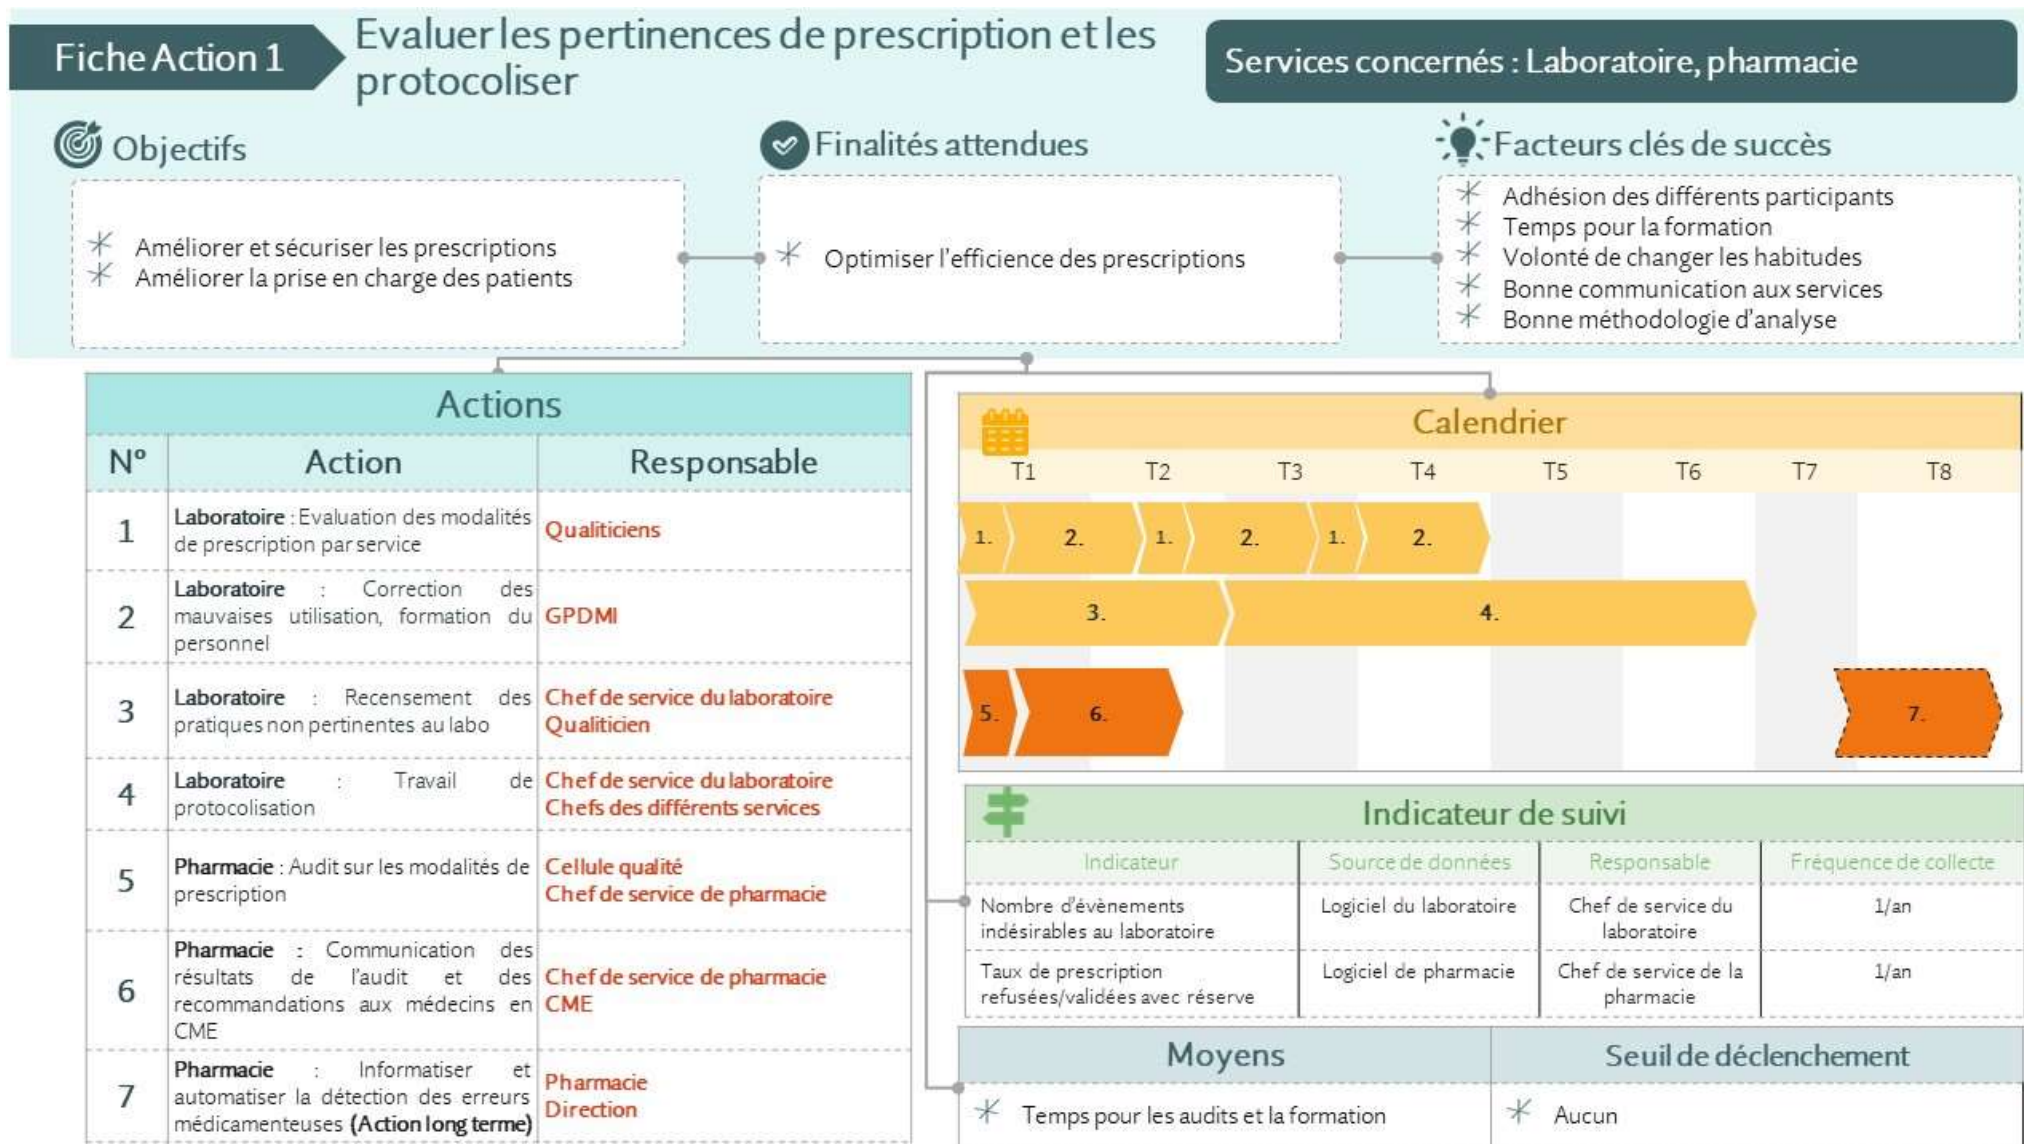 Fiche Action 1
Evaluer les pertinences de prescription et les
protocoliser
Services concernés : Laboratoire, pharmacie
Objectifs
Améliorer et sécuriser les prescriptions
Améliorer la prise en charge des patients
Finalités attendues
Optimiser l'efficience des prescriptions
Facteurs clés de succès
Adhésion des différents participants
Temps pour la formation
Volonté de changer les habitudes
Bonne communication aux services
Bonne méthodologie d'analyse
Actions
N° Action Responsable
1
Laboratoire : Evaluation des modalités
de prescription par service
Qualiticiens
2
Laboratoire : Correction des
mauvaises utilisation, formation du
personnel
GPDMI
3
Laboratoire : Recensement des
pratiques non pertinentes au labo
Chef de service du laboratoire
Qualiticien
4
Laboratoire : Travail de
protocolisation
Chef de service du laboratoire
Chefs des différents services
5
Pharmacie : Audit sur les modalités de
prescription
Cellule qualité
Chef de service de pharmacie
6
Pharmacie : Communication des
résultats de l'audit et des
recommandations aux médecins en
CME
Chef de service de pharmacie
CME
7
Pharmacie : Informatiser et
automatiser la détection des erreurs
médicamenteuses (Action long terme)
Pharmacie
Direction
Calendrier
T1 T2 T3 T4 T5 T6 T7 T8
1. 2. 1. 2. 1. 2.
3. 4.
5. 6. 7.
Indicateur de suivi
Indicateur Source de données Responsable Fréquence de collecte
Nombre d'évènements
indésirables au laboratoire
Logiciel du laboratoire
Chef de service du
laboratoire
1/an
Taux de prescription
refusées/validées avec réserve
Logiciel de pharmacie
Chef de service de la
pharmacie
1/an
Moyens
Temps pour les audits et la formation
Seuil de déclenchement
Aucun